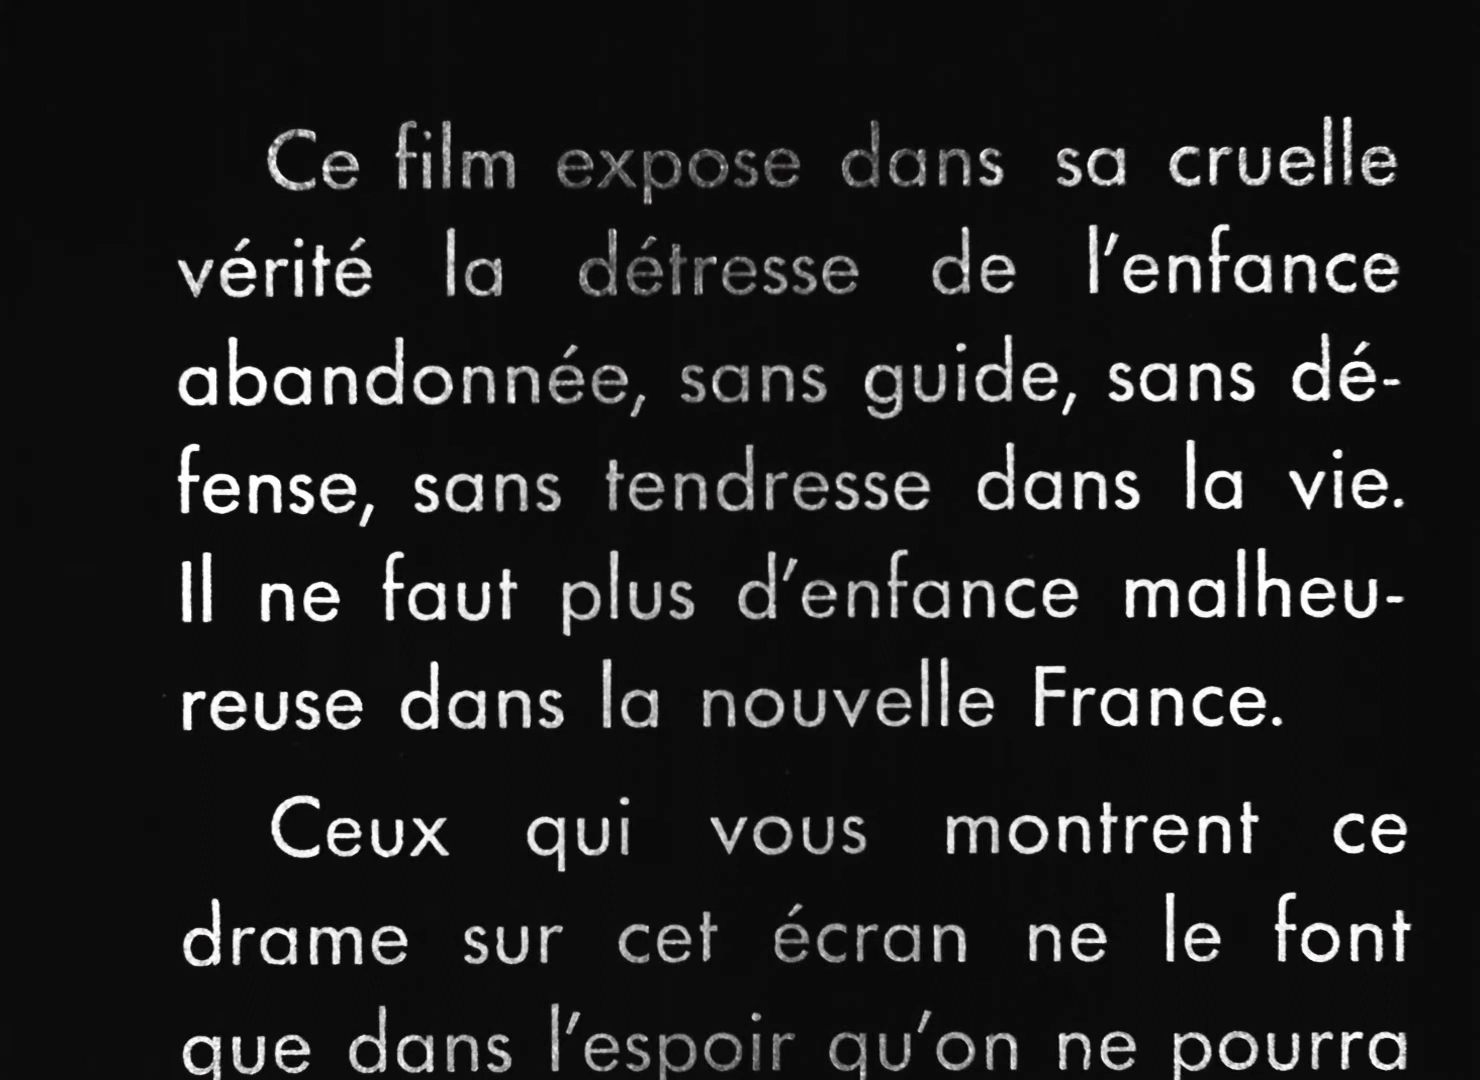 Ce film expose dans sa cruelle
vérité la détresse de l'enfance
abandonnée, sans guide, sans dé-
fense, sans tendresse dans la vie.
Il ne faut plus d'enfance malheu-
reuse dans la nouvelle France.
Ceux qui vous montrent ce
drame sur cet écran ne le font
que dans l'espoir qu'on ne pourra